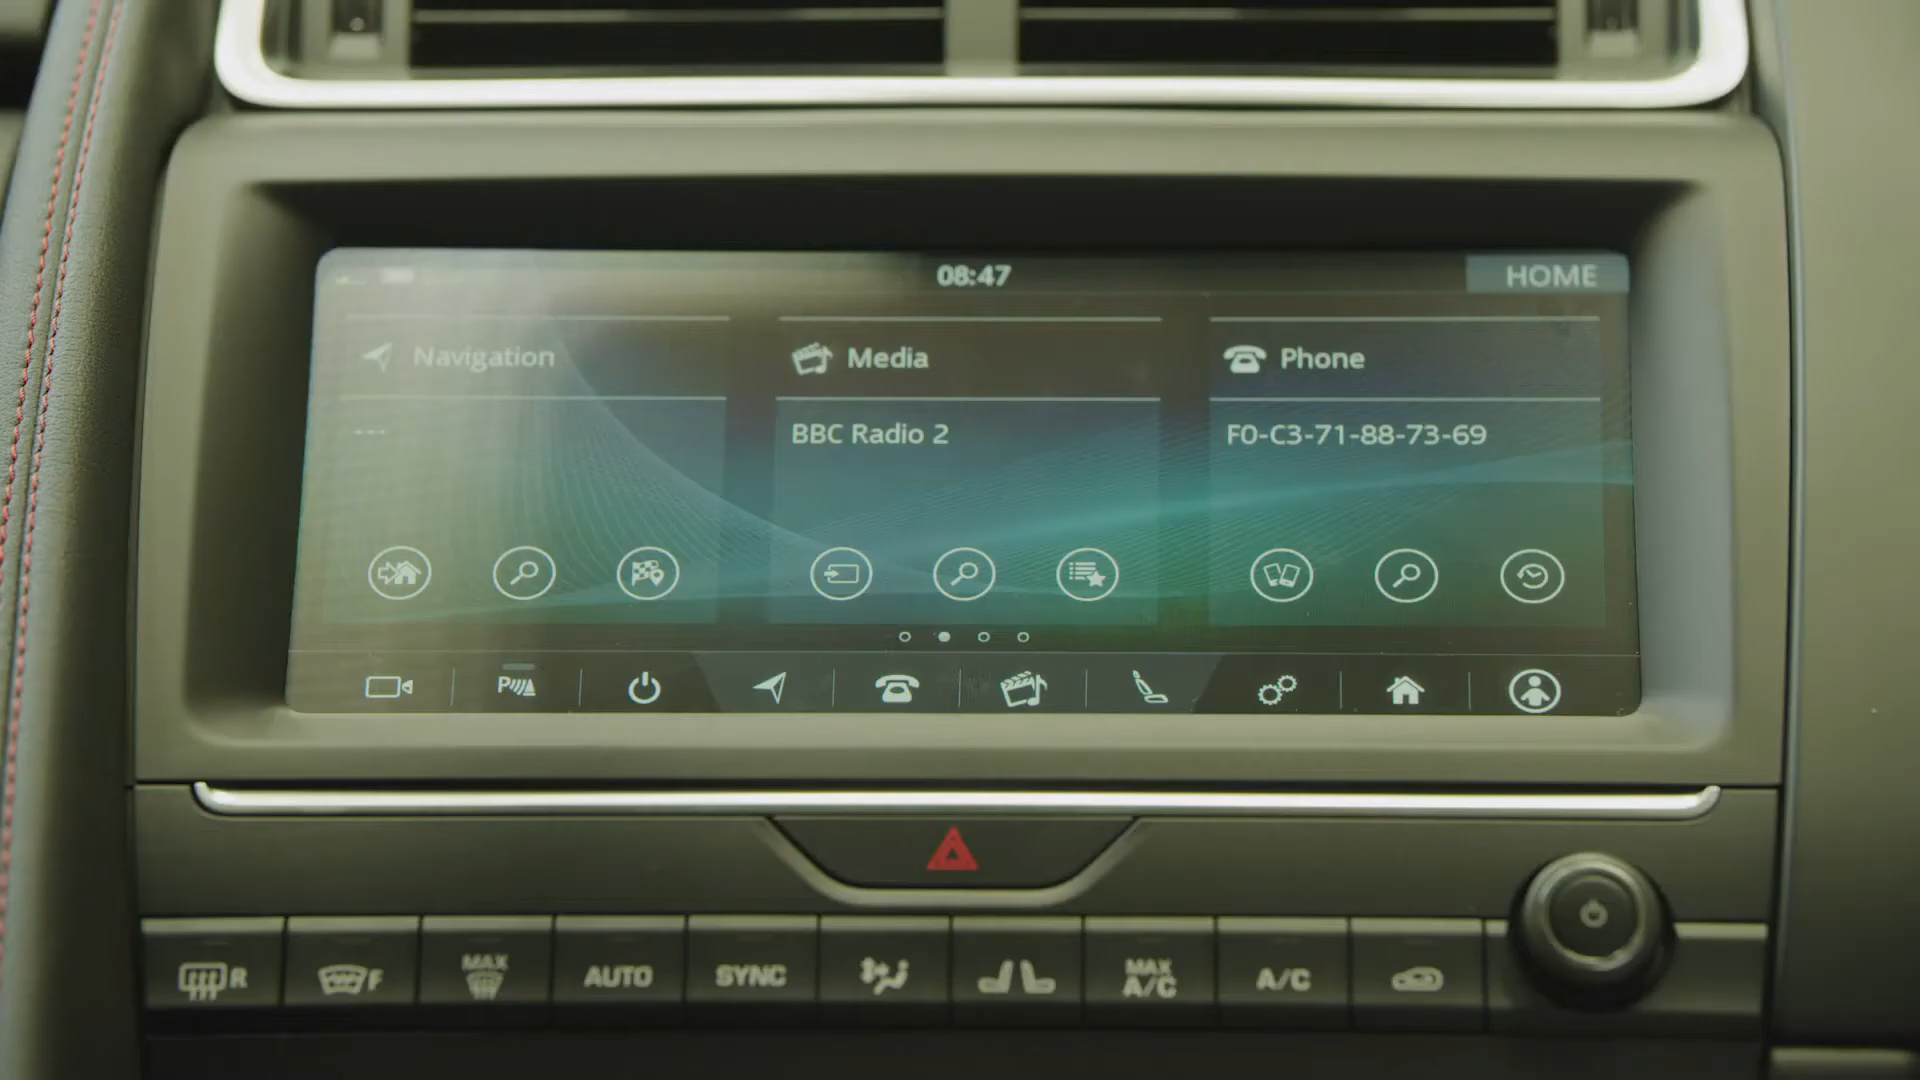 08:47
HOME
Navigation
Media
Phone
---
BBC Radio 2
F0-C3-71-88-73-69
P
R
F
MAX
AUTO
SYNC
MAX
A/C
A/C